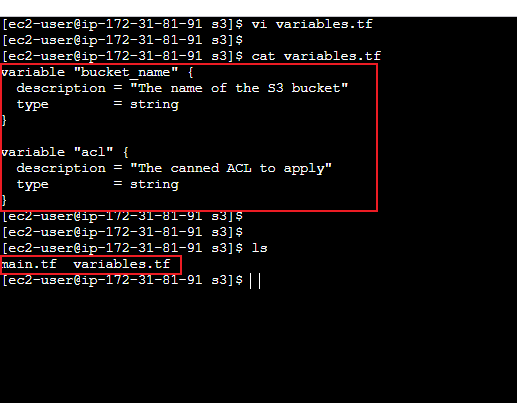 [ec2-user@ip-172-31-81-91 s3]$ vi variables.tf
[ec2-user@ip-172-31-81-91 s3]$
[ec2-user@ip-172-31-81-91 s3]$ cat variables.tf
variable "bucket_name" {
  description = "The name of the S3 bucket"
  type        = string
}

variable "acl" {
  description = "The canned ACL to apply"
  type        = string
}
[ec2-user@ip-172-31-81-91 s3]$
[ec2-user@ip-172-31-81-91 s3]$
[ec2-user@ip-172-31-81-91 s3]$ ls
main.tf  variables.tf
[ec2-user@ip-172-31-81-91 s3]$